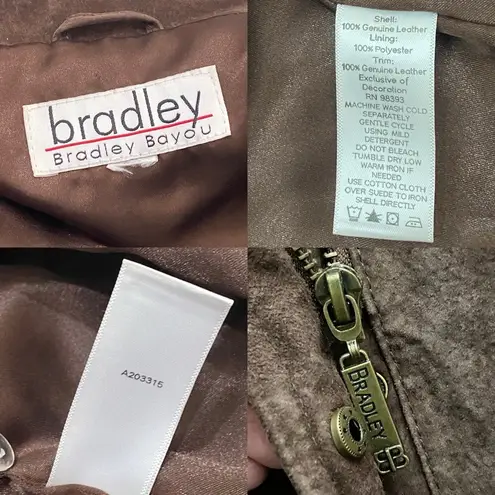 bradley
Bradley Bayou
Shell:
100% Genuine Leather
Lining:
100% Polyester
Trim:
100% Genuine Leather
Exclusive of
Decoration
RN 98393
MACHINE WASH COLD
SEPARATELY
GENTLE CYCLE
USING MILD
DETERGENT
DO NOT BLEACH
TUMBLE DRY LOW
WARM IRON IF
NEEDED
USE COTTON CLOTH
OVER SUEDE TO IRON
SHELL DIRECTLY
A203315
BRADLEY
BB